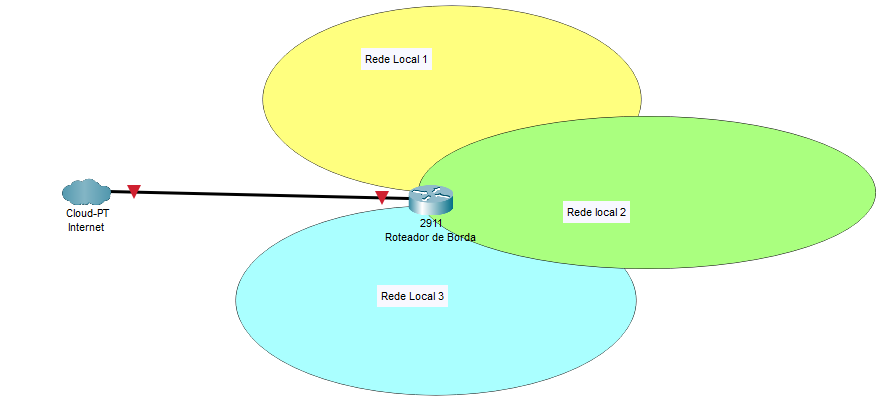 Rede Local 1
Rede local 2
Cloud-PT
Internet
2911
Roteador de Borda
Rede Local 3